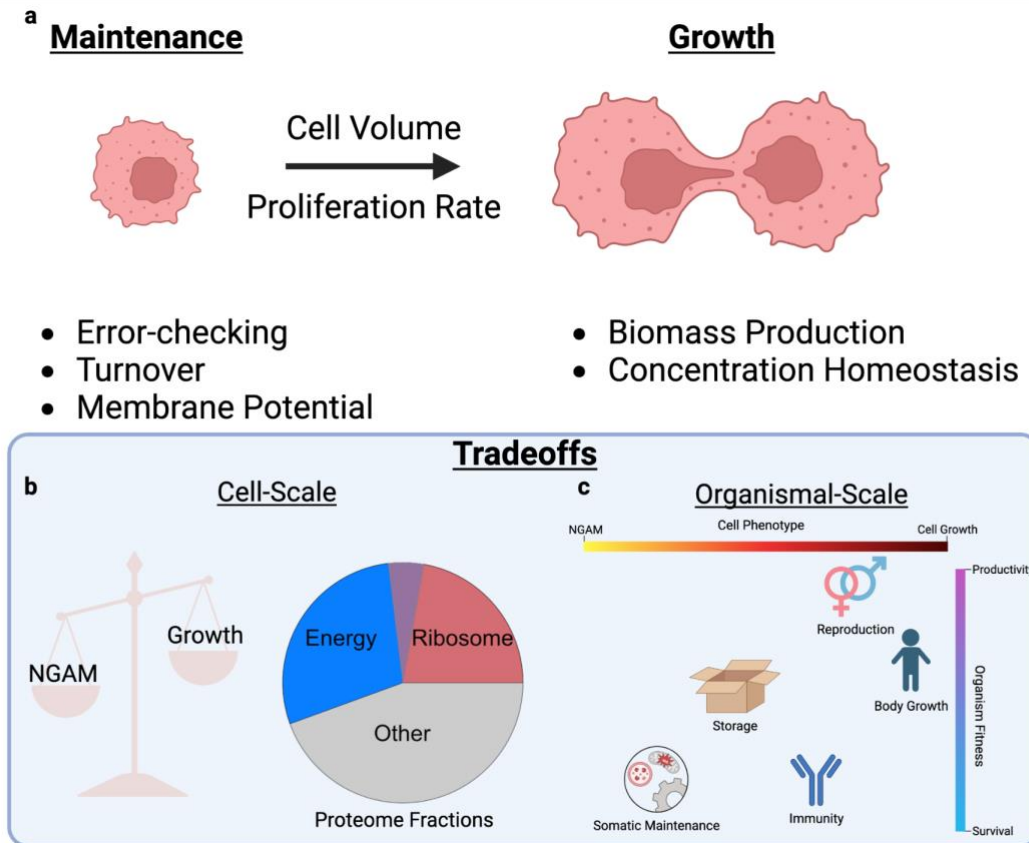 a
Maintenance
Growth
Cell Volume
Proliferation Rate
• Error-checking
• Turnover
• Membrane Potential
• Biomass Production
• Concentration Homeostasis
Tradeoffs
b
Cell-Scale
NGAM
Growth
Energy
Ribosome
Other
Proteome Fractions
c
Organismal-Scale
Cell Phenotype
NGAM
Cell Growth
Productivity
Reproduction
Body Growth
Storage
Organism Fitness
Somatic Maintenance
Immunity
Survival